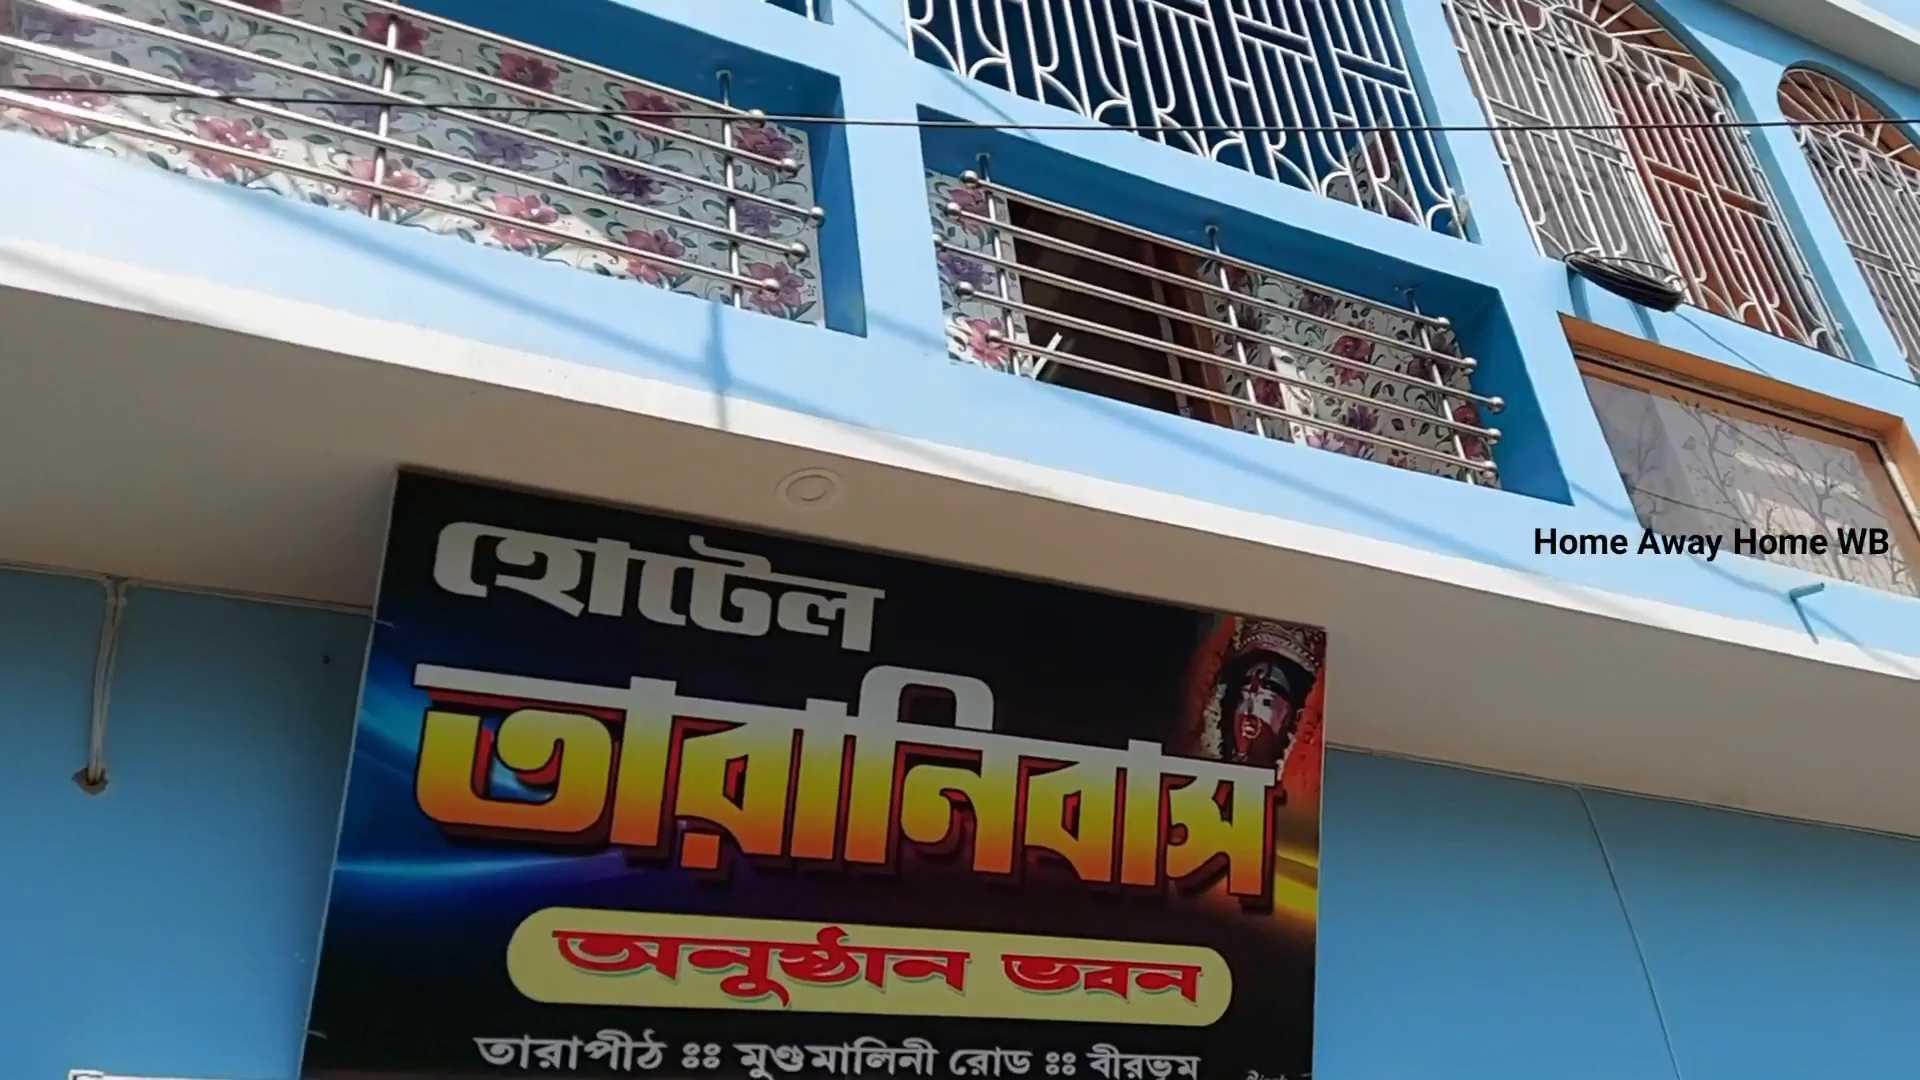 Home Away Home WB
হোটেল
তারানিবাস
অনুষ্ঠান ভবন
তারাপীঠ ঃঃ মুণ্ডমালিনী রোড ঃঃ বীরভূম